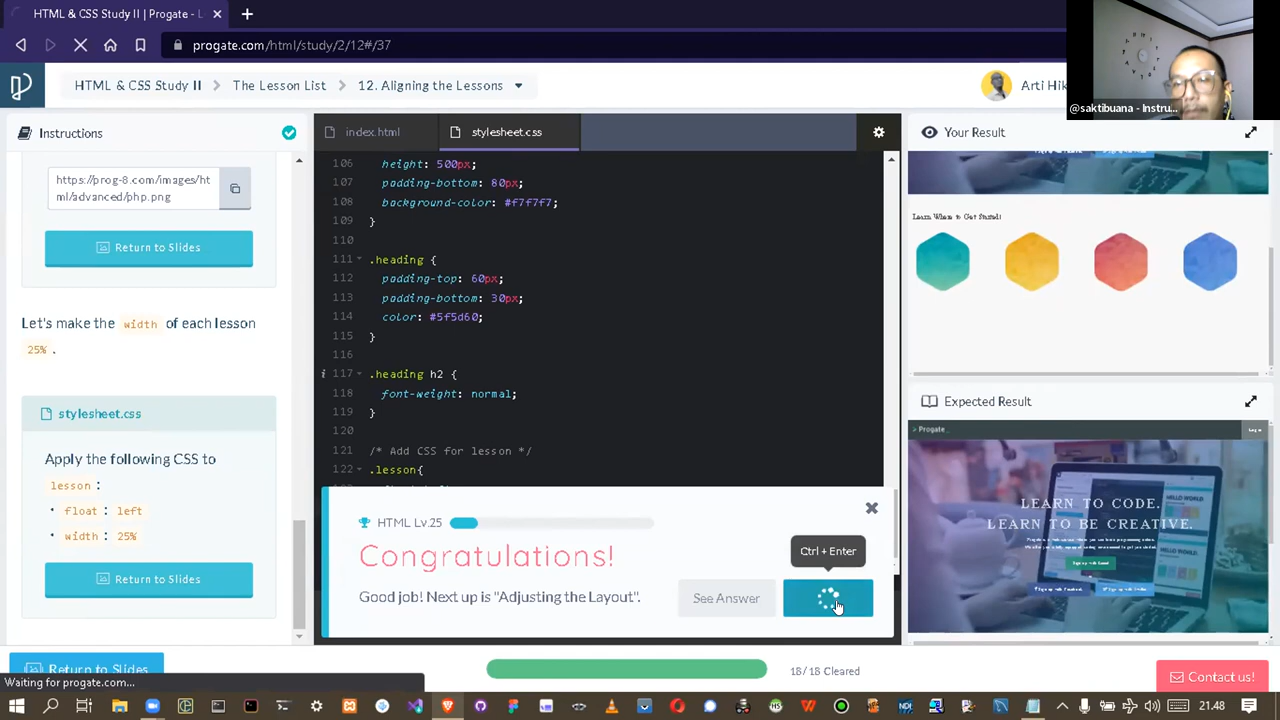 HTML & CSS Study II | Progate - L
progate.com/html/study/2/12#/37
HTML & CSS Study II
The Lesson List
12. Aligning the Lessons
Arti Hik
@saktibuana - Instru...
Instructions
https://prog-8.com/images/ht
ml/advanced/php.png
Return to Slides
Let's make the width of each lesson
25% .
stylesheet.css
Apply the following CSS to
lesson :
• float: left
• width: 25%
Return to Slides
Return to Slides
Waiting for progate.com...
index.html
stylesheet.css
106 height: 500px;
107 padding-bottom: 80px;
108 background-color: #f7f7f7;
109 }
110
111 .heading {
112 padding-top: 60px;
113 padding-bottom: 30px;
114 color: #5f5d60;
115 }
116
117 .heading h2 {
118 font-weight: normal;
119 }
120
121 /* Add CSS for lesson */
122 .lesson{
HTML Lv.25
Congratulations!
Good job! Next up is "Adjusting the Layout".
See Answer
Ctrl + Enter
18/18 Cleared
Your Result
Learn Where to Get Started!
Expected Result
Progate
Log In
LEARN TO CODE.
LEARN TO BE CREATIVE.
Contact us!
21.48